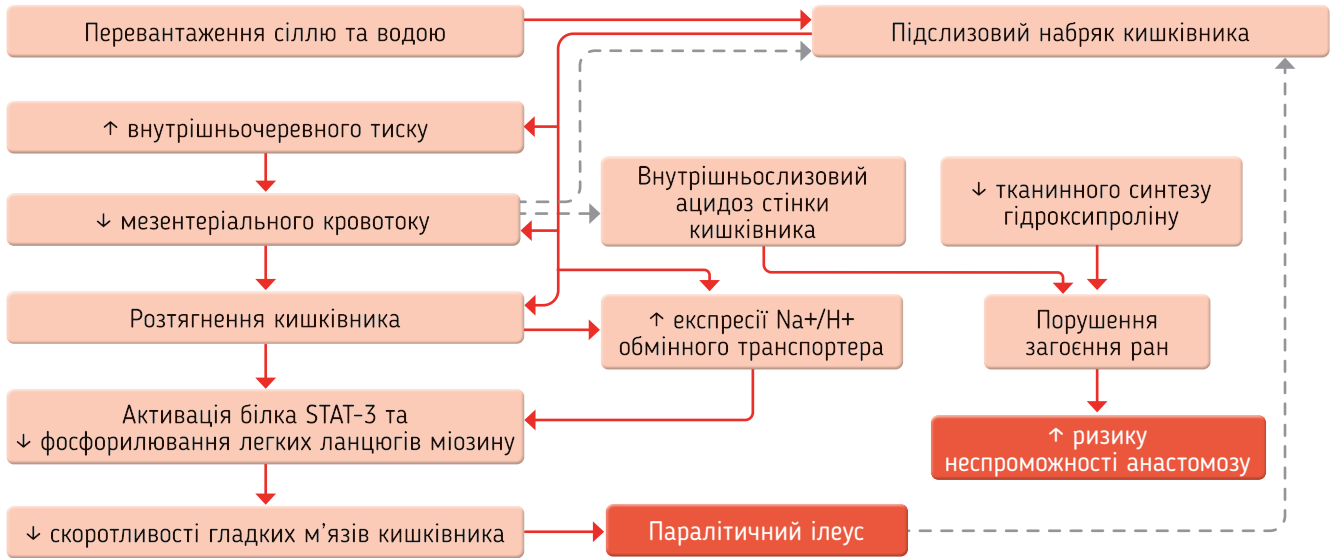 Перевантаження сіллю та водою
Підслизовий набряк кишківника
↑ внутрішньочеревного тиску
↓ мезентеріального кровотоку
Внутрішньослизовий
ацидоз стінки
кишківника
↓ тканинного синтезу
гідроксипроліну
Розтягнення кишківника
↑ експресії Na+/H+
обмінного транспортера
Порушення
загоєння ран
Активація білка STAT-3 та
↓ фосфорилювання легких ланцюгів міозину
↑ ризику
неспроможності анастомозу
↓ скоротливості гладких м’язів кишківника
Паралітичний ілеус